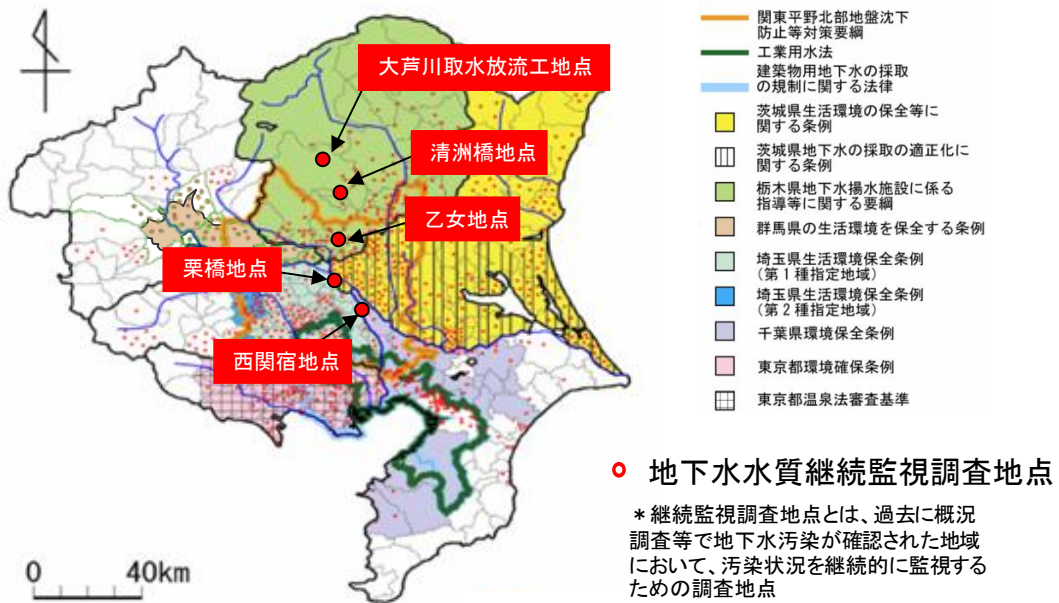 大芦川取水放流工地点
清洲橋地点
乙女地点
栗橋地点
西関宿地点
0 40km
関東平野北部地盤沈下
防止等対策要綱
工業用水法
建築物用地下水の採取
の規制に関する法律
茨城県生活環境の保全等に
関する条例
茨城県地下水の採取の適正化に
関する条例
栃木県地下水揚水施設に係る
指導等に関する要綱
群馬県の生活環境を保全する条例
埼玉県生活環境保全条例
(第1種指定地域)
埼玉県生活環境保全条例
(第2種指定地域)
千葉県環境保全条例
東京都環境確保条例
東京都温泉法審査基準
地下水水質継続監視調査地点
*継続監視調査地点とは、過去に概況
調査等で地下水汚染が確認された地域
において、汚染状況を継続的に監視する
ための調査地点